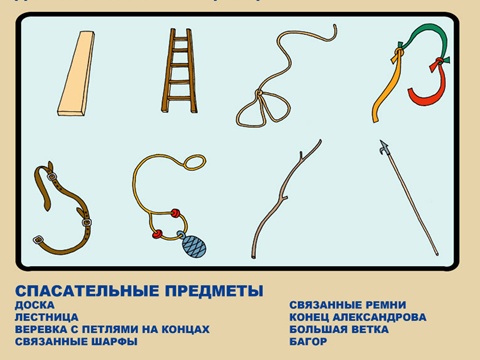 СПАСАТЕЛЬНЫЕ ПРЕДМЕТЫ
ДОСКА
ЛЕСТНИЦА
ВЕРЕВКА С ПЕТЛЯМИ НА КОНЦАХ
СВЯЗАННЫЕ ШАРФЫ
СВЯЗАННЫЕ РЕМНИ
КОНЕЦ АЛЕКСАНДРОВА
БОЛЬШАЯ ВЕТКА
БАГОР